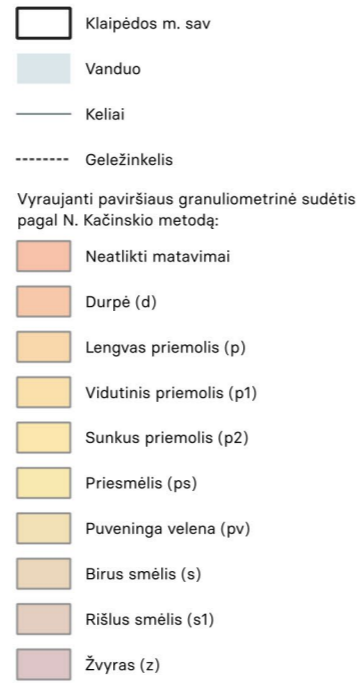 Klaipėdos m. sav
Vanduo
Keliai
Geležinkelis
Vyraujanti paviršiaus granuliometrinė sudėtis
pagal N. Kačinskio metodą:
Neatlikti matavimai
Durpė (d)
Lengvas priemolis (p)
Vidutinis priemolis (p1)
Sunkus priemolis (p2)
Priesmėlis (ps)
Puveninga velena (pv)
Birus smėlis (s)
Rišlus smėlis (s1)
Žvyras (z)